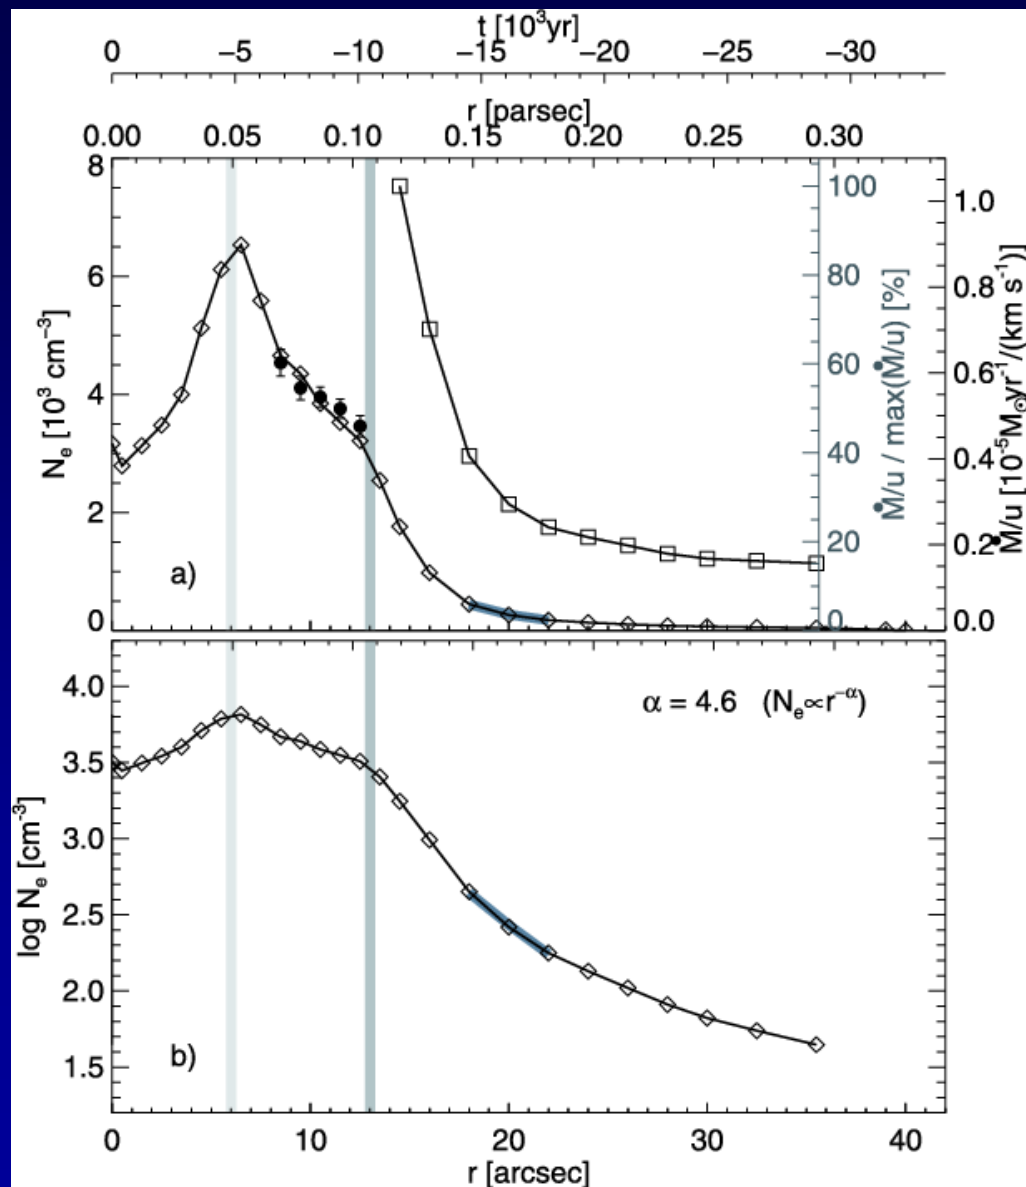 t [10³yr]
0 −5 −10 −15 −20 −25 −30
r [parsec]
0.00 0.05 0.10 0.15 0.20 0.25 0.30
8
6
4
2
0
Nₑ [10³ cm⁻³]
a)
100
80
60
40
20
0
Ṁ/u / max(Ṁ/u) [%]
1.0
0.8
0.6
0.4
0.2
0.0
Ṁ/u [10⁻⁵M☉yr⁻¹/(km s⁻¹)]
α = 4.6 (Nₑ∝r^−α)
4.0
3.5
3.0
2.5
2.0
1.5
log Nₑ [cm⁻³]
b)
0 10 20 30 40
r [arcsec]